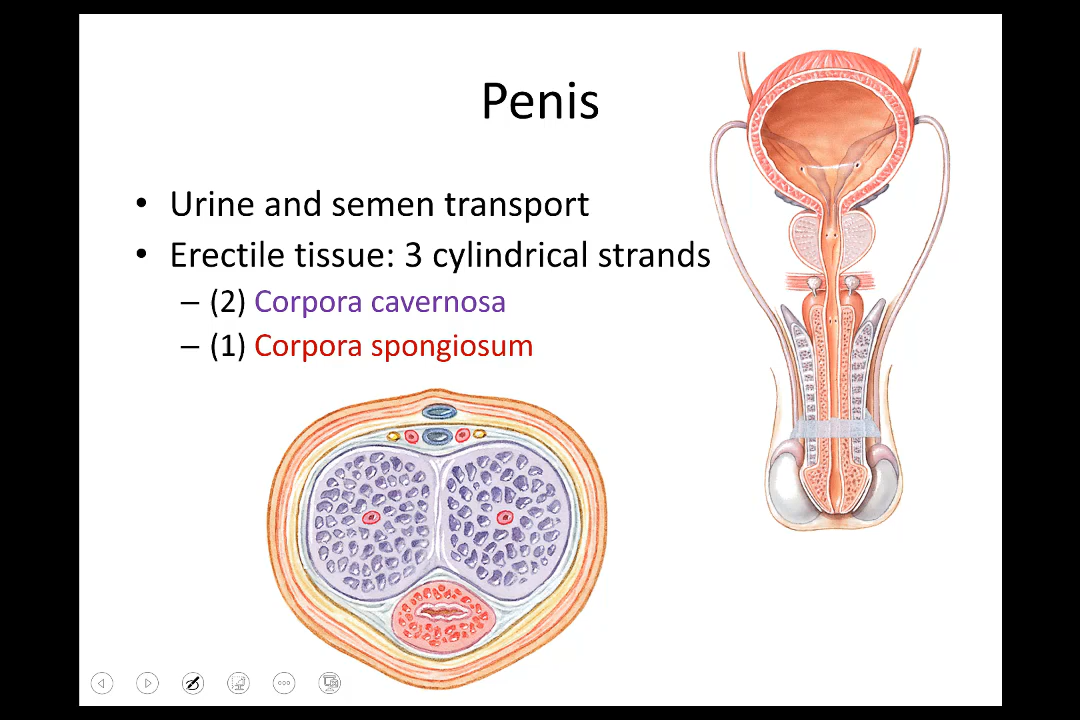 Penis
• Urine and semen transport
• Erectile tissue: 3 cylindrical strands
– (2) Corpora cavernosa
– (1) Corpora spongiosum